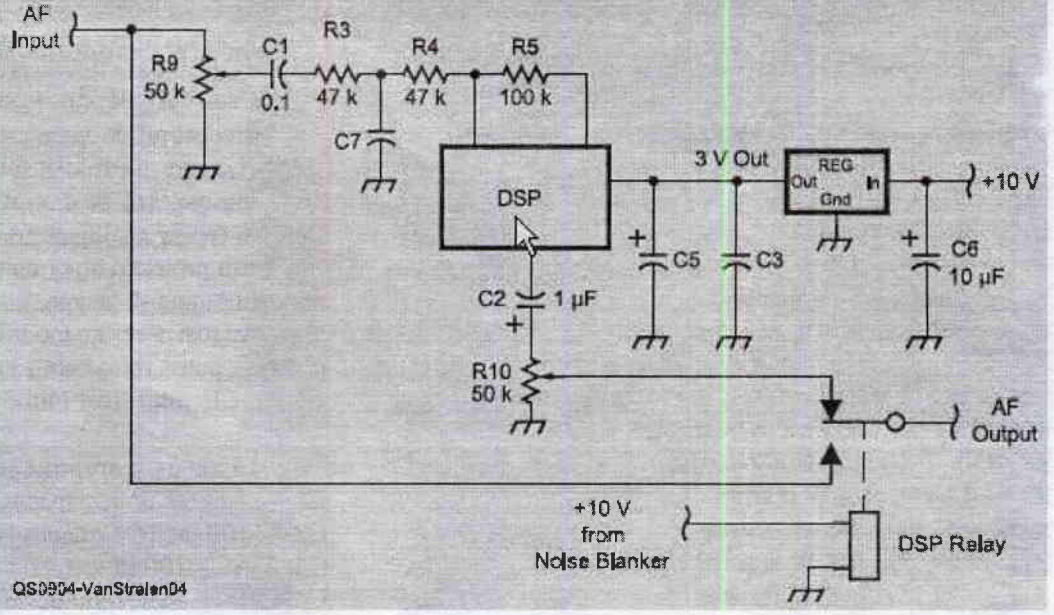 AF
Input
R9
50 k
C1
0.1
R3
47 k
R4
47 k
R5
100 k
C7
DSP
3 V Out
REG
Out
In
Gnd
+10 V
+
C5
C3
+
C6
10 µF
C2
1 µF
+
R10
50 k
AF
Output
+10 V
from
Noise Blanker
DSP Relay
QS0904-VanStralen04